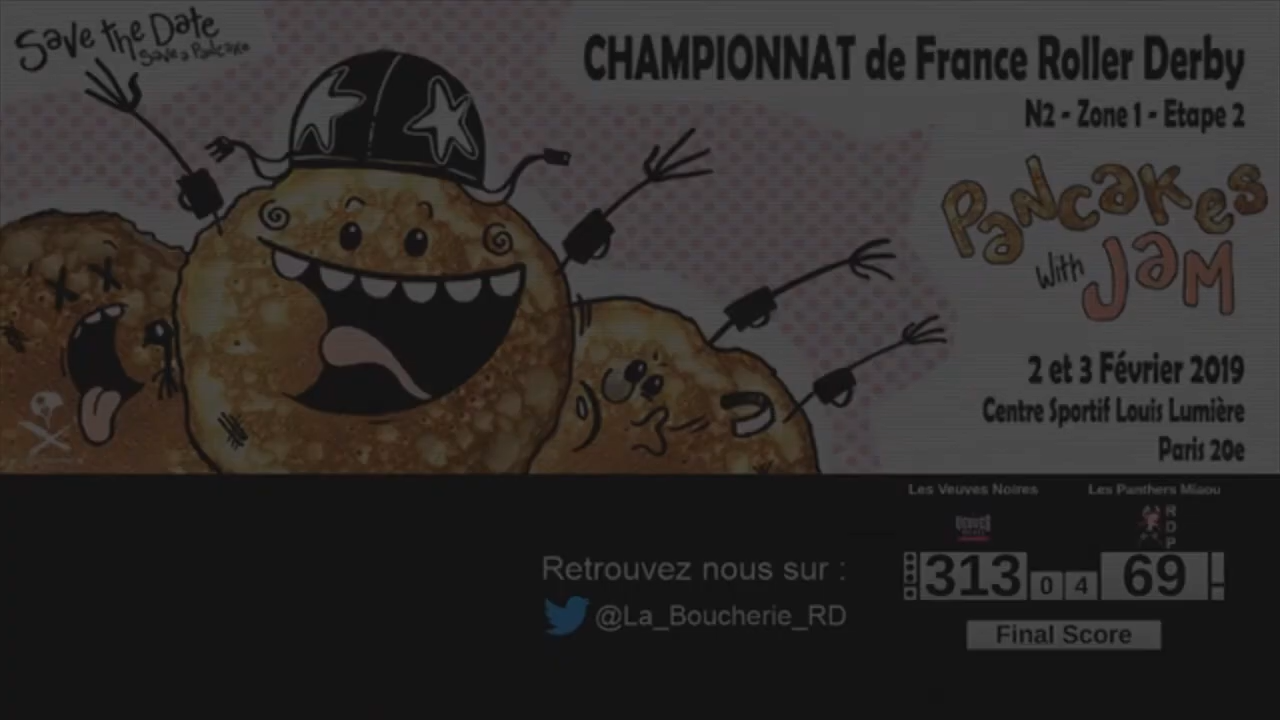 Save the Date
Save a Pancake
CHAMPIONNAT de France Roller Derby
N2 - Zone 1 - Etape 2
Pancakes
with Jam
2 et 3 Février 2019
Centre Sportif Louis Lumière
Paris 20e
Les Veuves Noires
Les Panthers Miaou
R
D
P
313 0 4 69
Final Score
Retrouvez nous sur :
@La_Boucherie_RD